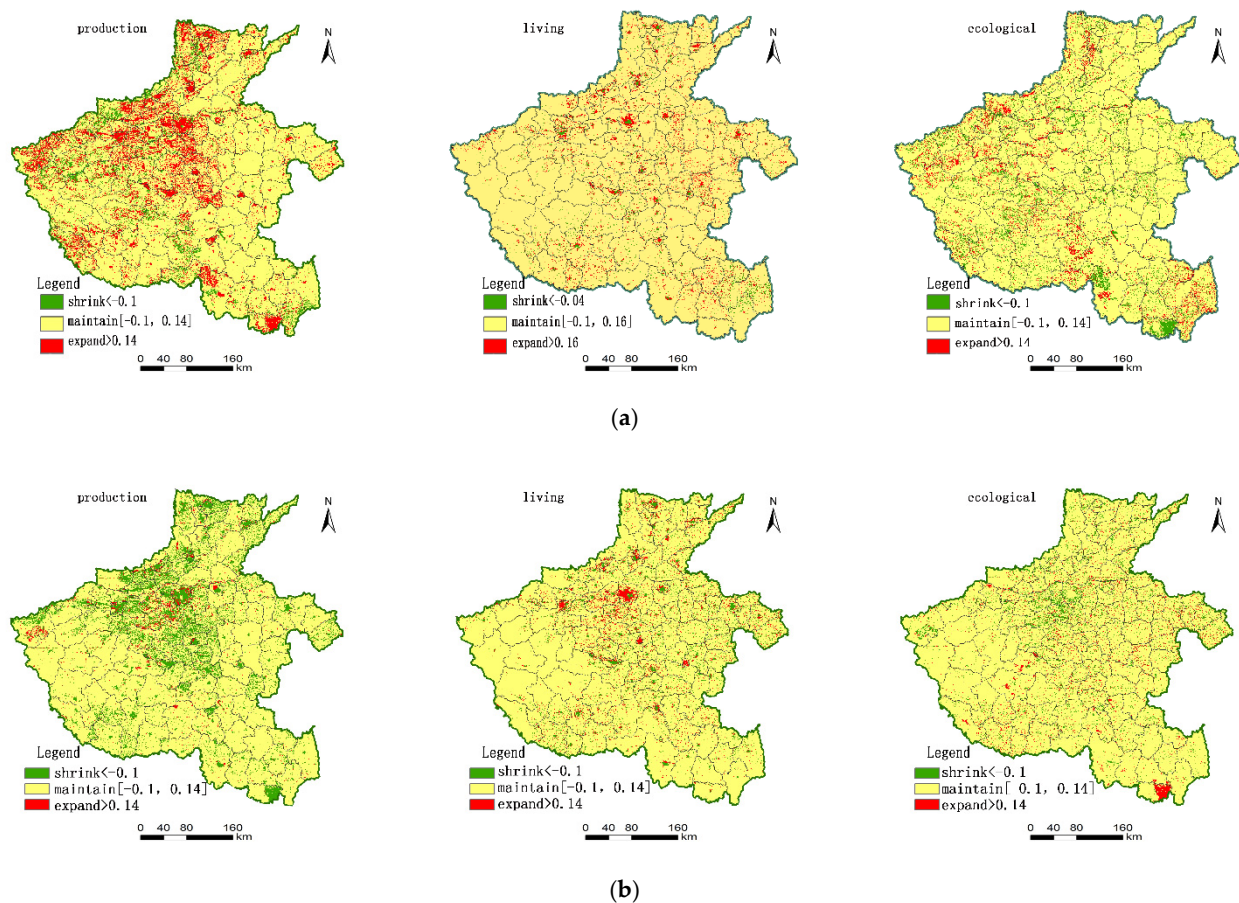 production
N
Legend
shrink<-0.1
maintain[-0.1, 0.14]
expand>0.14
0 40 80 160
km
living
N
Legend
shrink<-0.04
maintain[-0.1, 0.16]
expand>0.16
0 40 80 160
km
ecological
N
Legend
shrink<-0.1
maintain[-0.1, 0.14]
expand>0.14
0 40 80 160
km
(a)
production
N
Legend
shrink<-0.1
maintain[-0.1, 0.14]
expand>0.14
0 40 80 160
km
living
N
Legend
shrink<-0.1
maintain[-0.1, 0.14]
expand>0.14
0 40 80 160
km
ecological
N
Legend
shrink<-0.1
maintain[ 0.1, 0.14]
expand>0.14
0 40 80 160
km
(b)